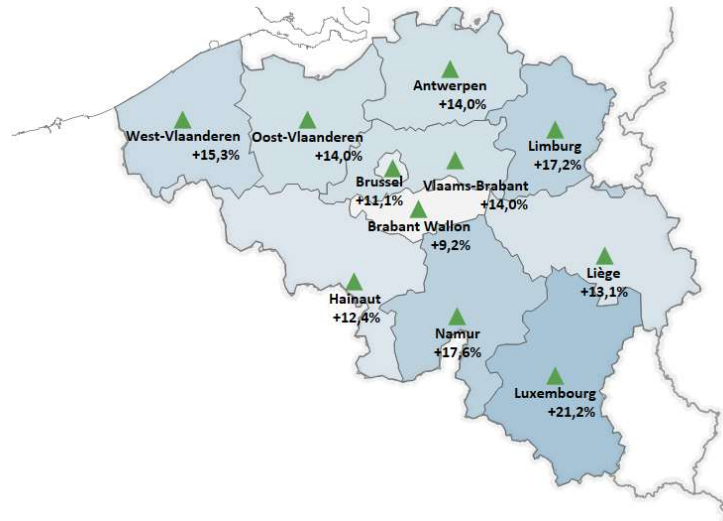 Antwerpen
+14,0%
West-Vlaanderen
+15,3%
Oost-Vlaanderen
+14,0%
Limburg
+17,2%
Brussel
+11,1%
Vlaams-Brabant
+14,0%
Brabant Wallon
+9,2%
Liège
+13,1%
Hainaut
+12,4%
Namur
+17,6%
Luxembourg
+21,2%